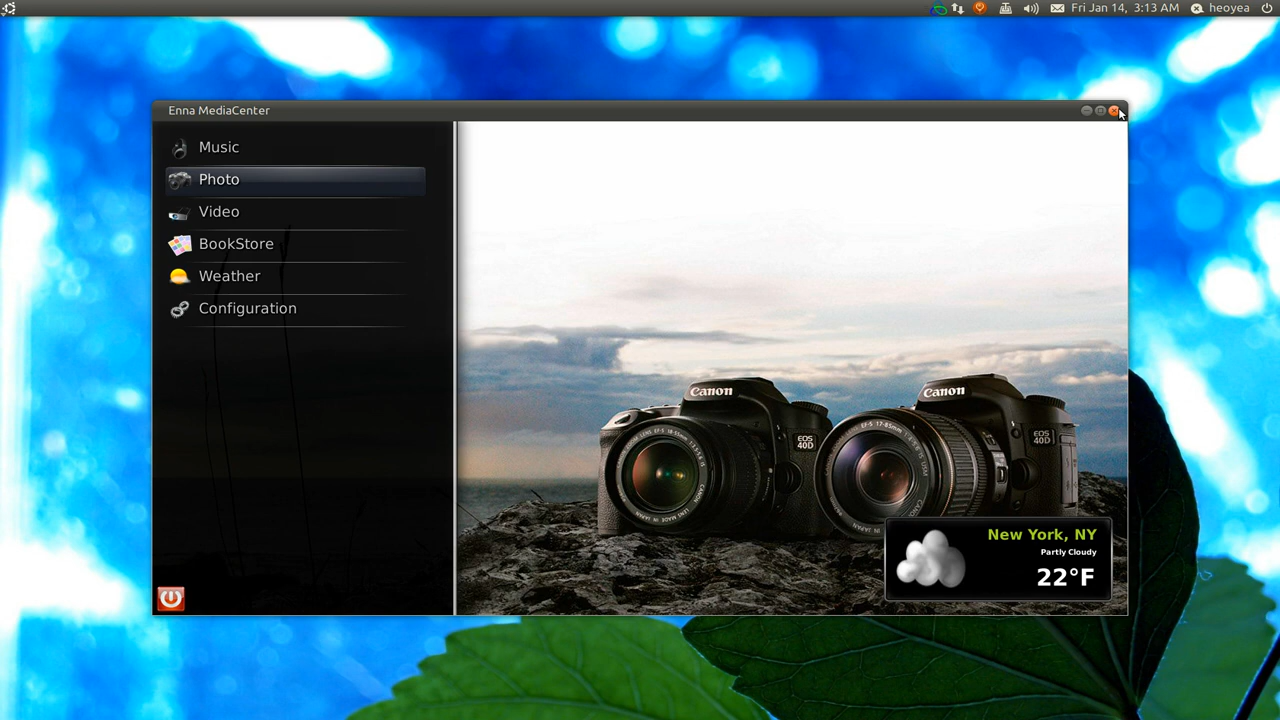 Fri Jan 14, 3:13 AM heoyea
Enna MediaCenter
Music
Photo
Video
BookStore
Weather
Configuration
Canon
Canon
EOS
40D
EOS
40D
New York, NY
Partly Cloudy
22°F